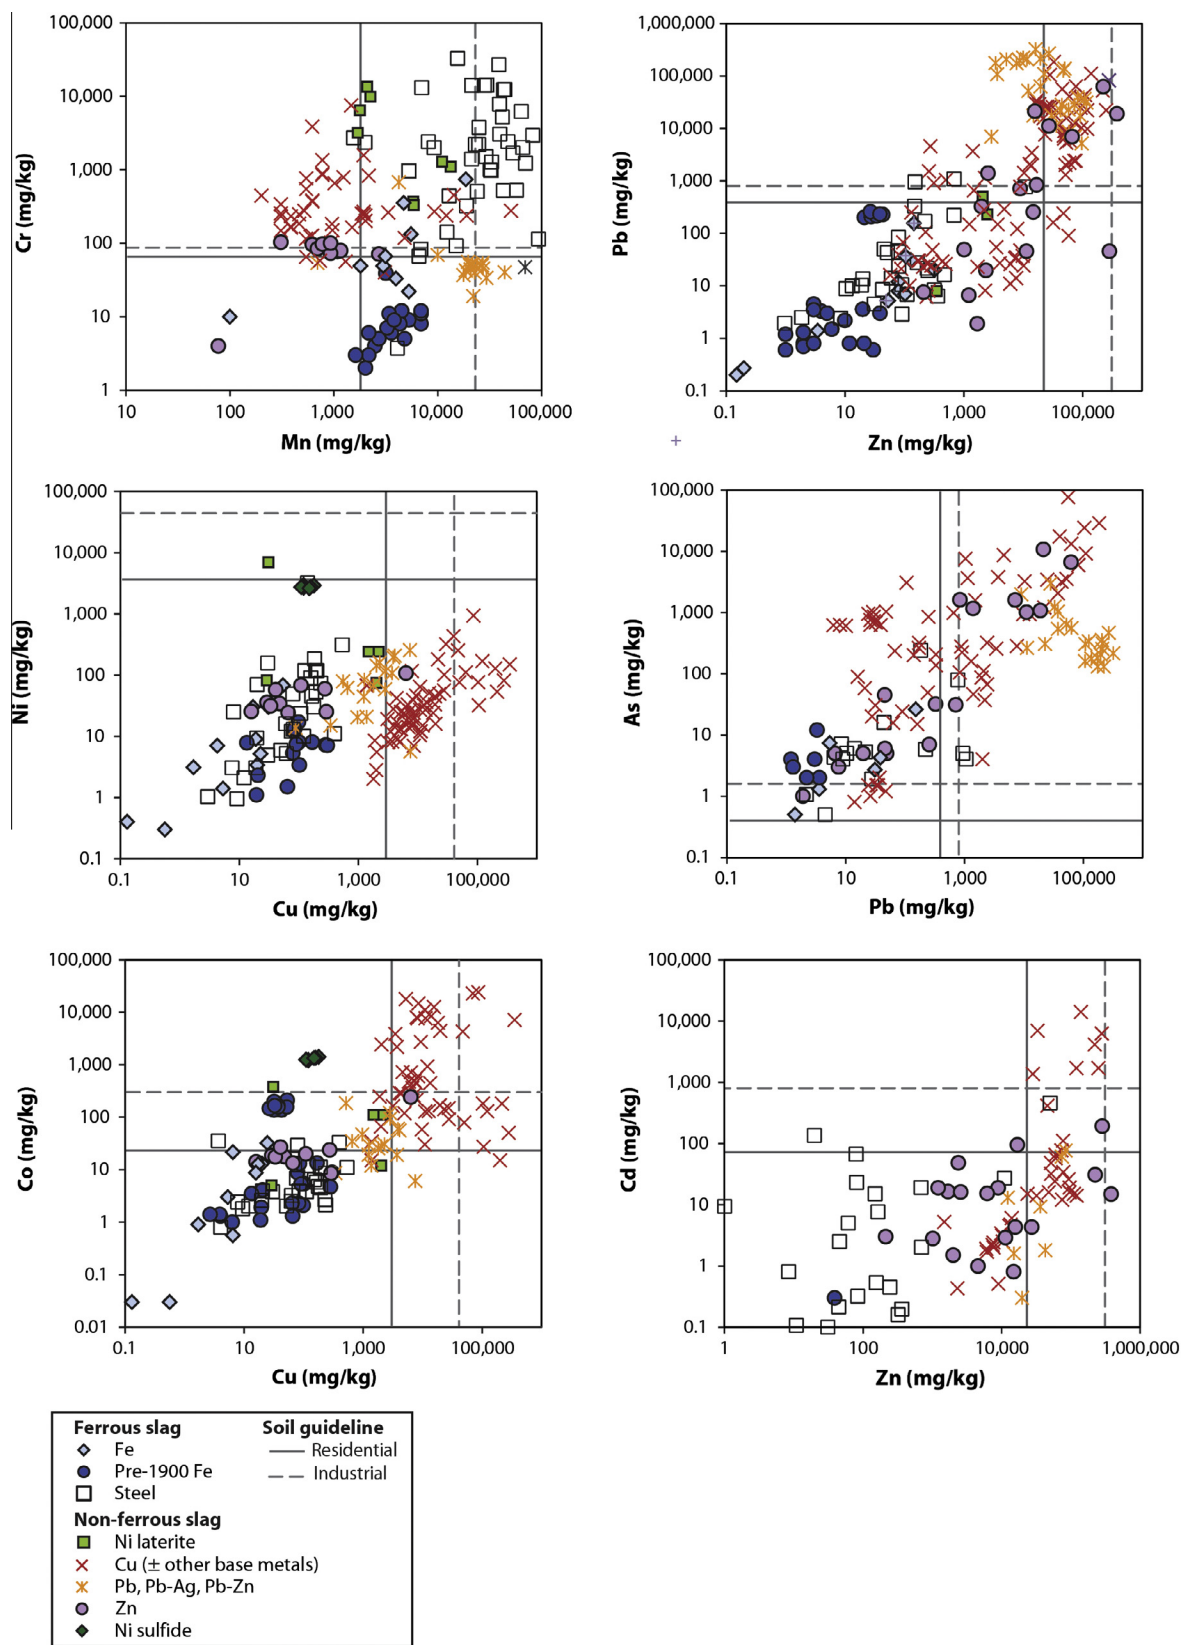 100,000
10,000
1,000
100
10
1
Cr (mg/kg)
10
100
1,000
10,000
100,000
Mn (mg/kg)
1,000,000
100,000
10,000
1,000
100
10
1
0.1
Pb (mg/kg)
0.1
10
1,000
100,000
Zn (mg/kg)
100,000
10,000
1,000
100
10
1
0.1
Ni (mg/kg)
0.1
10
1,000
100,000
Cu (mg/kg)
100,000
10,000
1,000
100
10
1
0.1
As (mg/kg)
0.1
10
1,000
100,000
Pb (mg/kg)
100,000
10,000
1,000
100
10
1
0.1
0.01
Co (mg/kg)
0.1
10
1,000
100,000
Cu (mg/kg)
100,000
10,000
1,000
100
10
1
0.1
Cd (mg/kg)
1
100
10,000
1,000,000
Zn (mg/kg)
Ferrous slag
Fe
Pre-1900 Fe
Steel
Non-ferrous slag
Ni laterite
Cu (± other base metals)
Pb, Pb-Ag, Pb-Zn
Zn
Ni sulfide
Soil guideline
Residential
Industrial